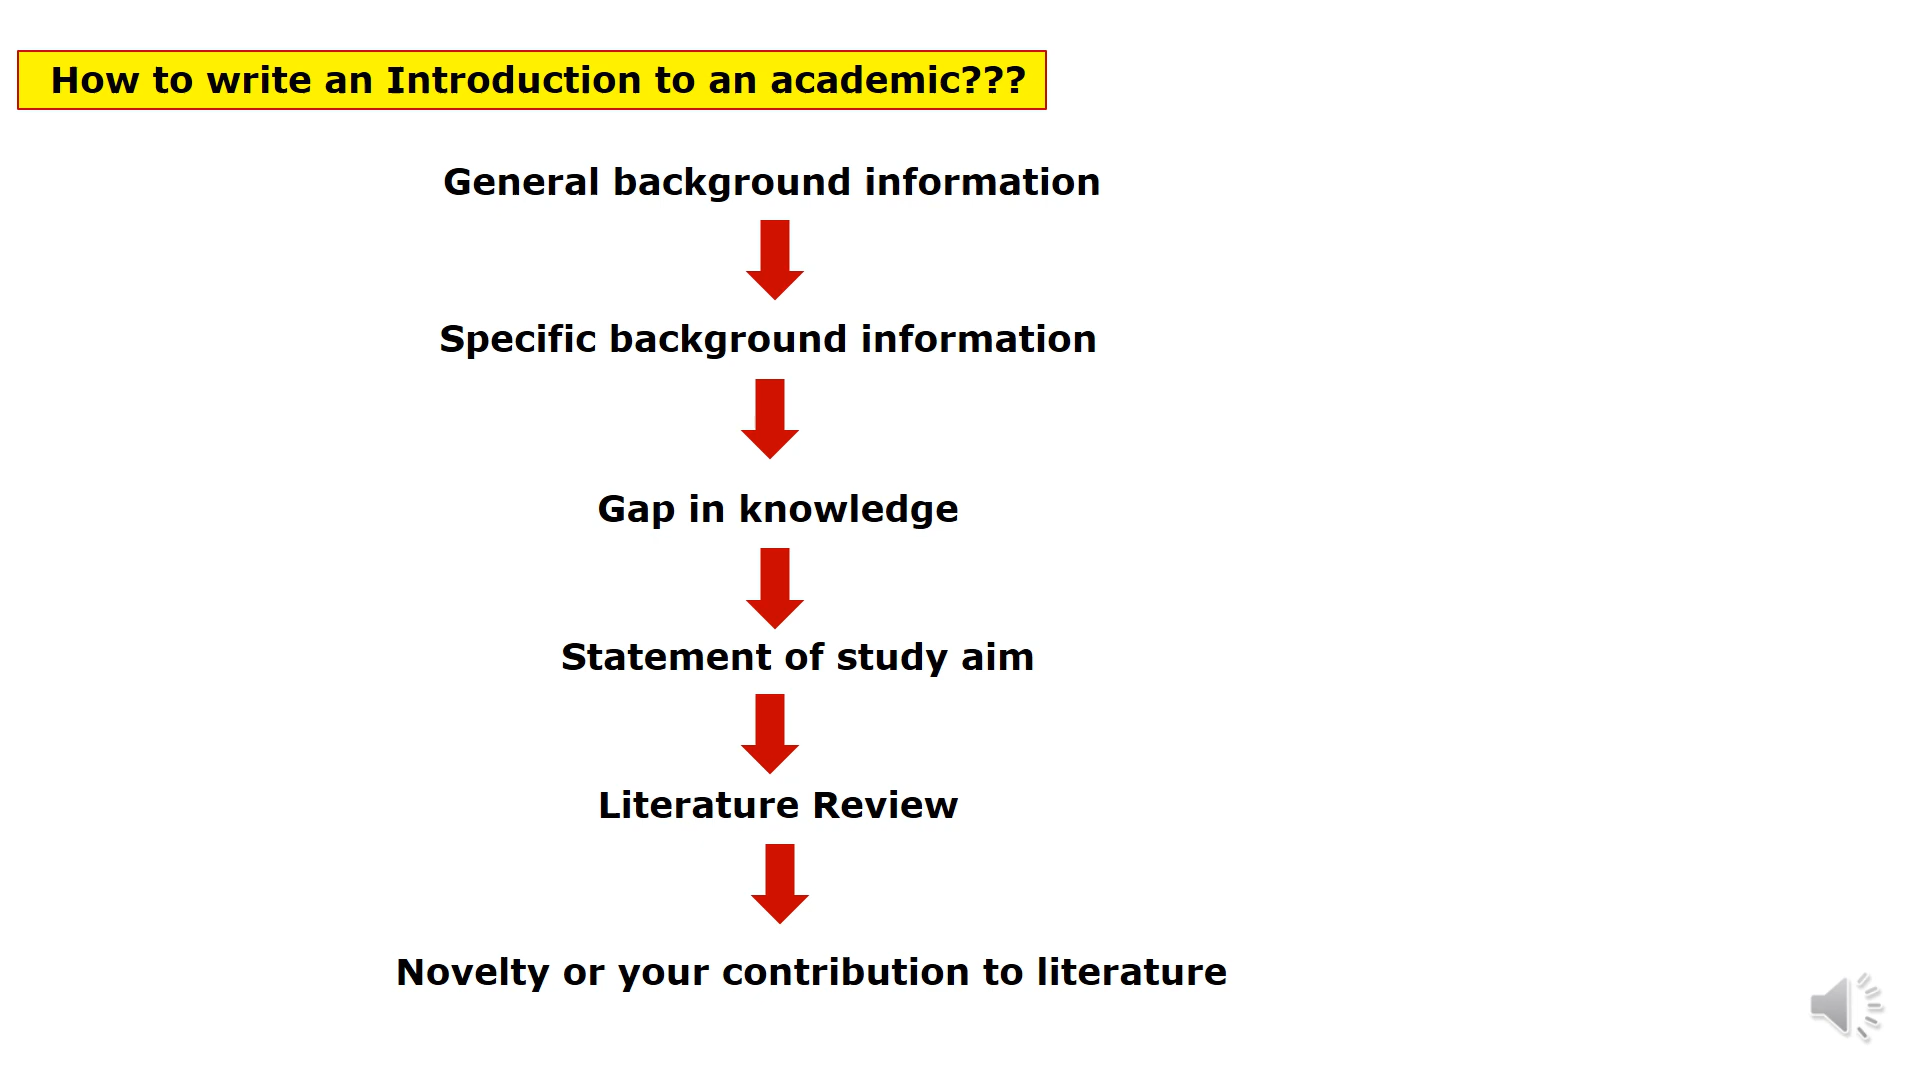 How to write an Introduction to an academic???
General background information
Specific background information
Gap in knowledge
Statement of study aim
Literature Review
Novelty or your contribution to literature